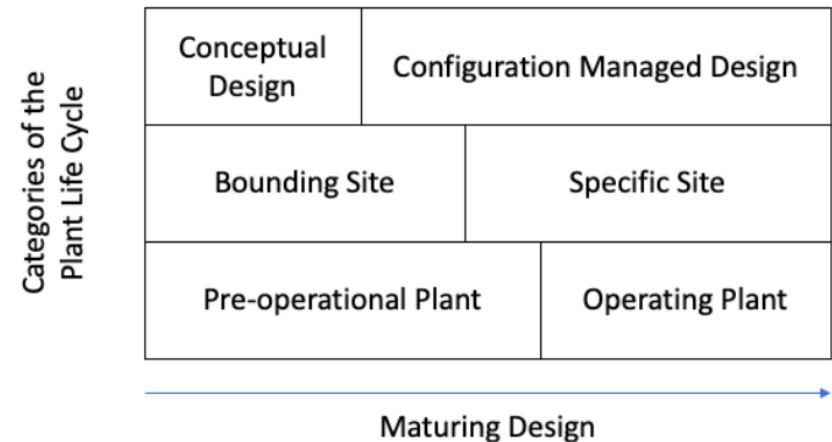 Categories of the
Plant Life Cycle
Conceptual
Design
Configuration Managed Design
Bounding Site
Specific Site
Pre-operational Plant
Operating Plant
Maturing Design